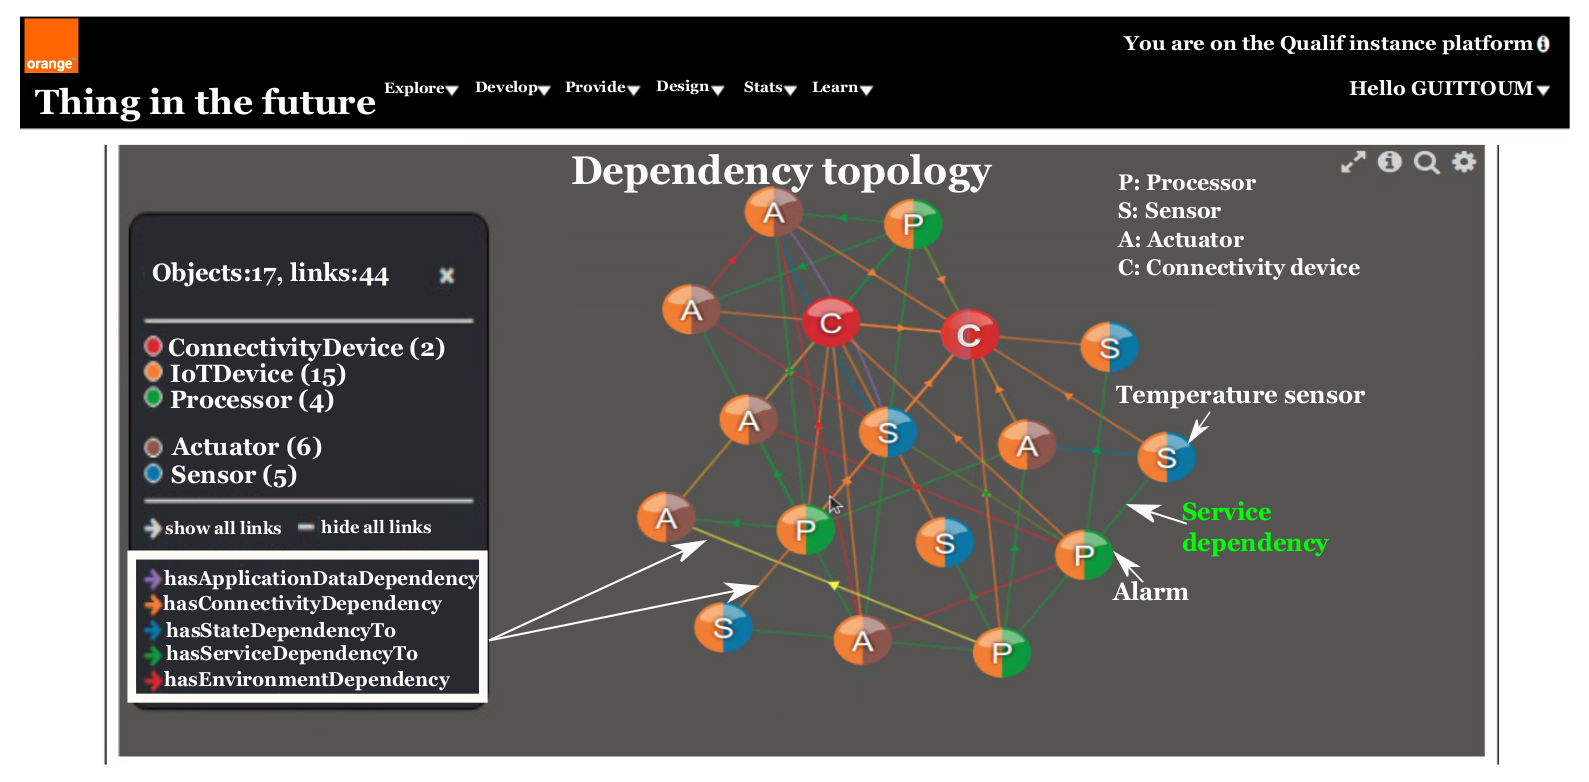 orange
You are on the Qualif instance platform i
Thing in the future Explore Develop Provide Design Stats Learn Hello GUITTOUM
Dependency topology
i
P: Processor
S: Sensor
A: Actuator
C: Connectivity device
Objects:17, links:44
ConnectivityDevice (2)
IoTDevice (15)
Processor (4)
Actuator (6)
Sensor (5)
show all links hide all links
hasApplicationDataDependency
hasConnectivityDependency
hasStateDependencyTo
hasServiceDependencyTo
hasEnvironmentDependency
A
P
A
C
C
S
Temperature sensor
A
S
A
S
Service
dependency
A
P
S
P
Alarm
S
A
P